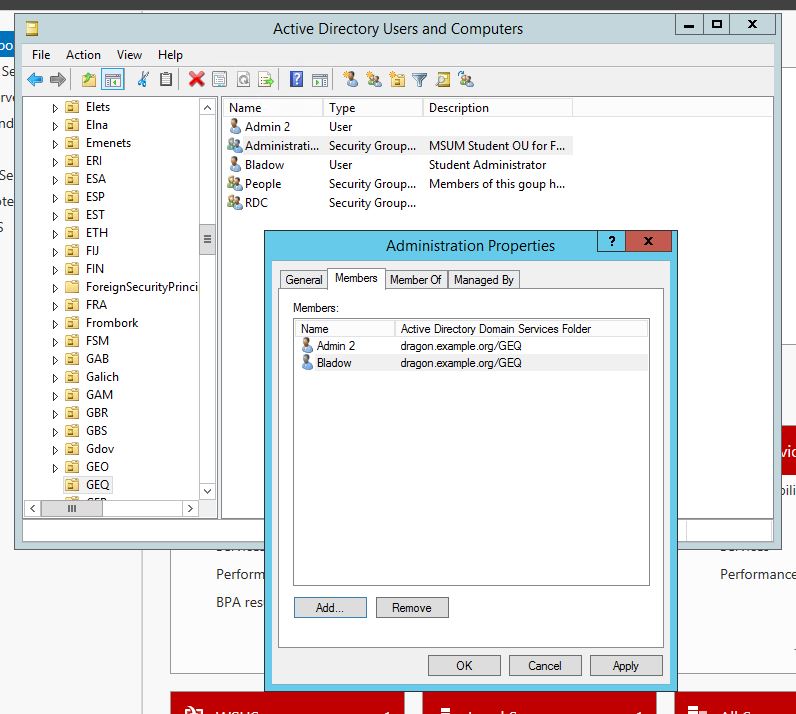 Active Directory Users and Computers
File Action View Help
Elets
Elna
Emenets
ERI
ESA
ESP
EST
ETH
FIJ
FIN
ForeignSecurityPrinci
FRA
Frombork
FSM
GAB
Galich
GAM
GBR
GBS
Gdov
GEO
GEQ
Name Type Description
Admin 2 User
Administrati... Security Group... MSUM Student OU for F...
Bladow User Student Administrator
People Security Group... Members of this goup h...
RDC Security Group...
Administration Properties
General Members Member Of Managed By
Members:
Name Active Directory Domain Services Folder
Admin 2 dragon.example.org/GEQ
Bladow dragon.example.org/GEQ
Add... Remove
OK Cancel Apply
Perform
Performance
BPA res